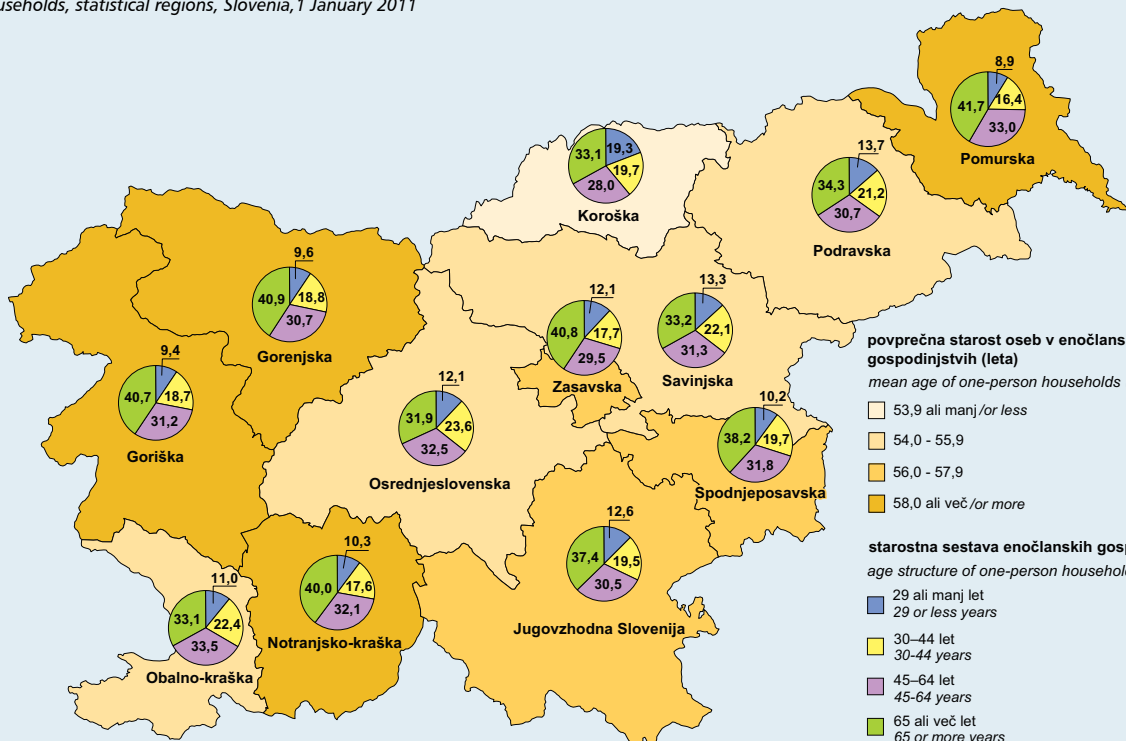 useholds, statistical regions, Slovenia, 1 January 2011
8,9
41,7
16,4
33,0
Pomurska
19,3
33,1
19,7
28,0
Koroška
13,7
34,3
21,2
30,7
Podravska
9,6
40,9
18,8
30,7
Gorenjska
12,1
40,8
17,7
29,5
Zasavska
13,3
33,2
22,1
31,3
Savinjska
9,4
40,7
18,7
31,2
Goriška
12,1
31,9
23,6
32,5
Osrednjeslovenska
10,2
38,2
19,7
31,8
Spodnjeposavska
12,6
37,4
19,5
30,5
Jugovzhodna Slovenija
10,3
40,0
17,6
32,1
Notranjsko-kraška
11,0
33,1
22,4
33,5
Obalno-kraška
povprečna starost oseb v enočlans
gospodinjstvih (leta)
mean age of one-person households
53,9 ali manj/or less
54,0 - 55,9
56,0 - 57,9
58,0 ali več/or more
starostna sestava enočlanskih gosp
age structure of one-person househol
29 ali manj let
29 or less years
30–44 let
30-44 years
45–64 let
45-64 years
65 ali več let
65 or more years